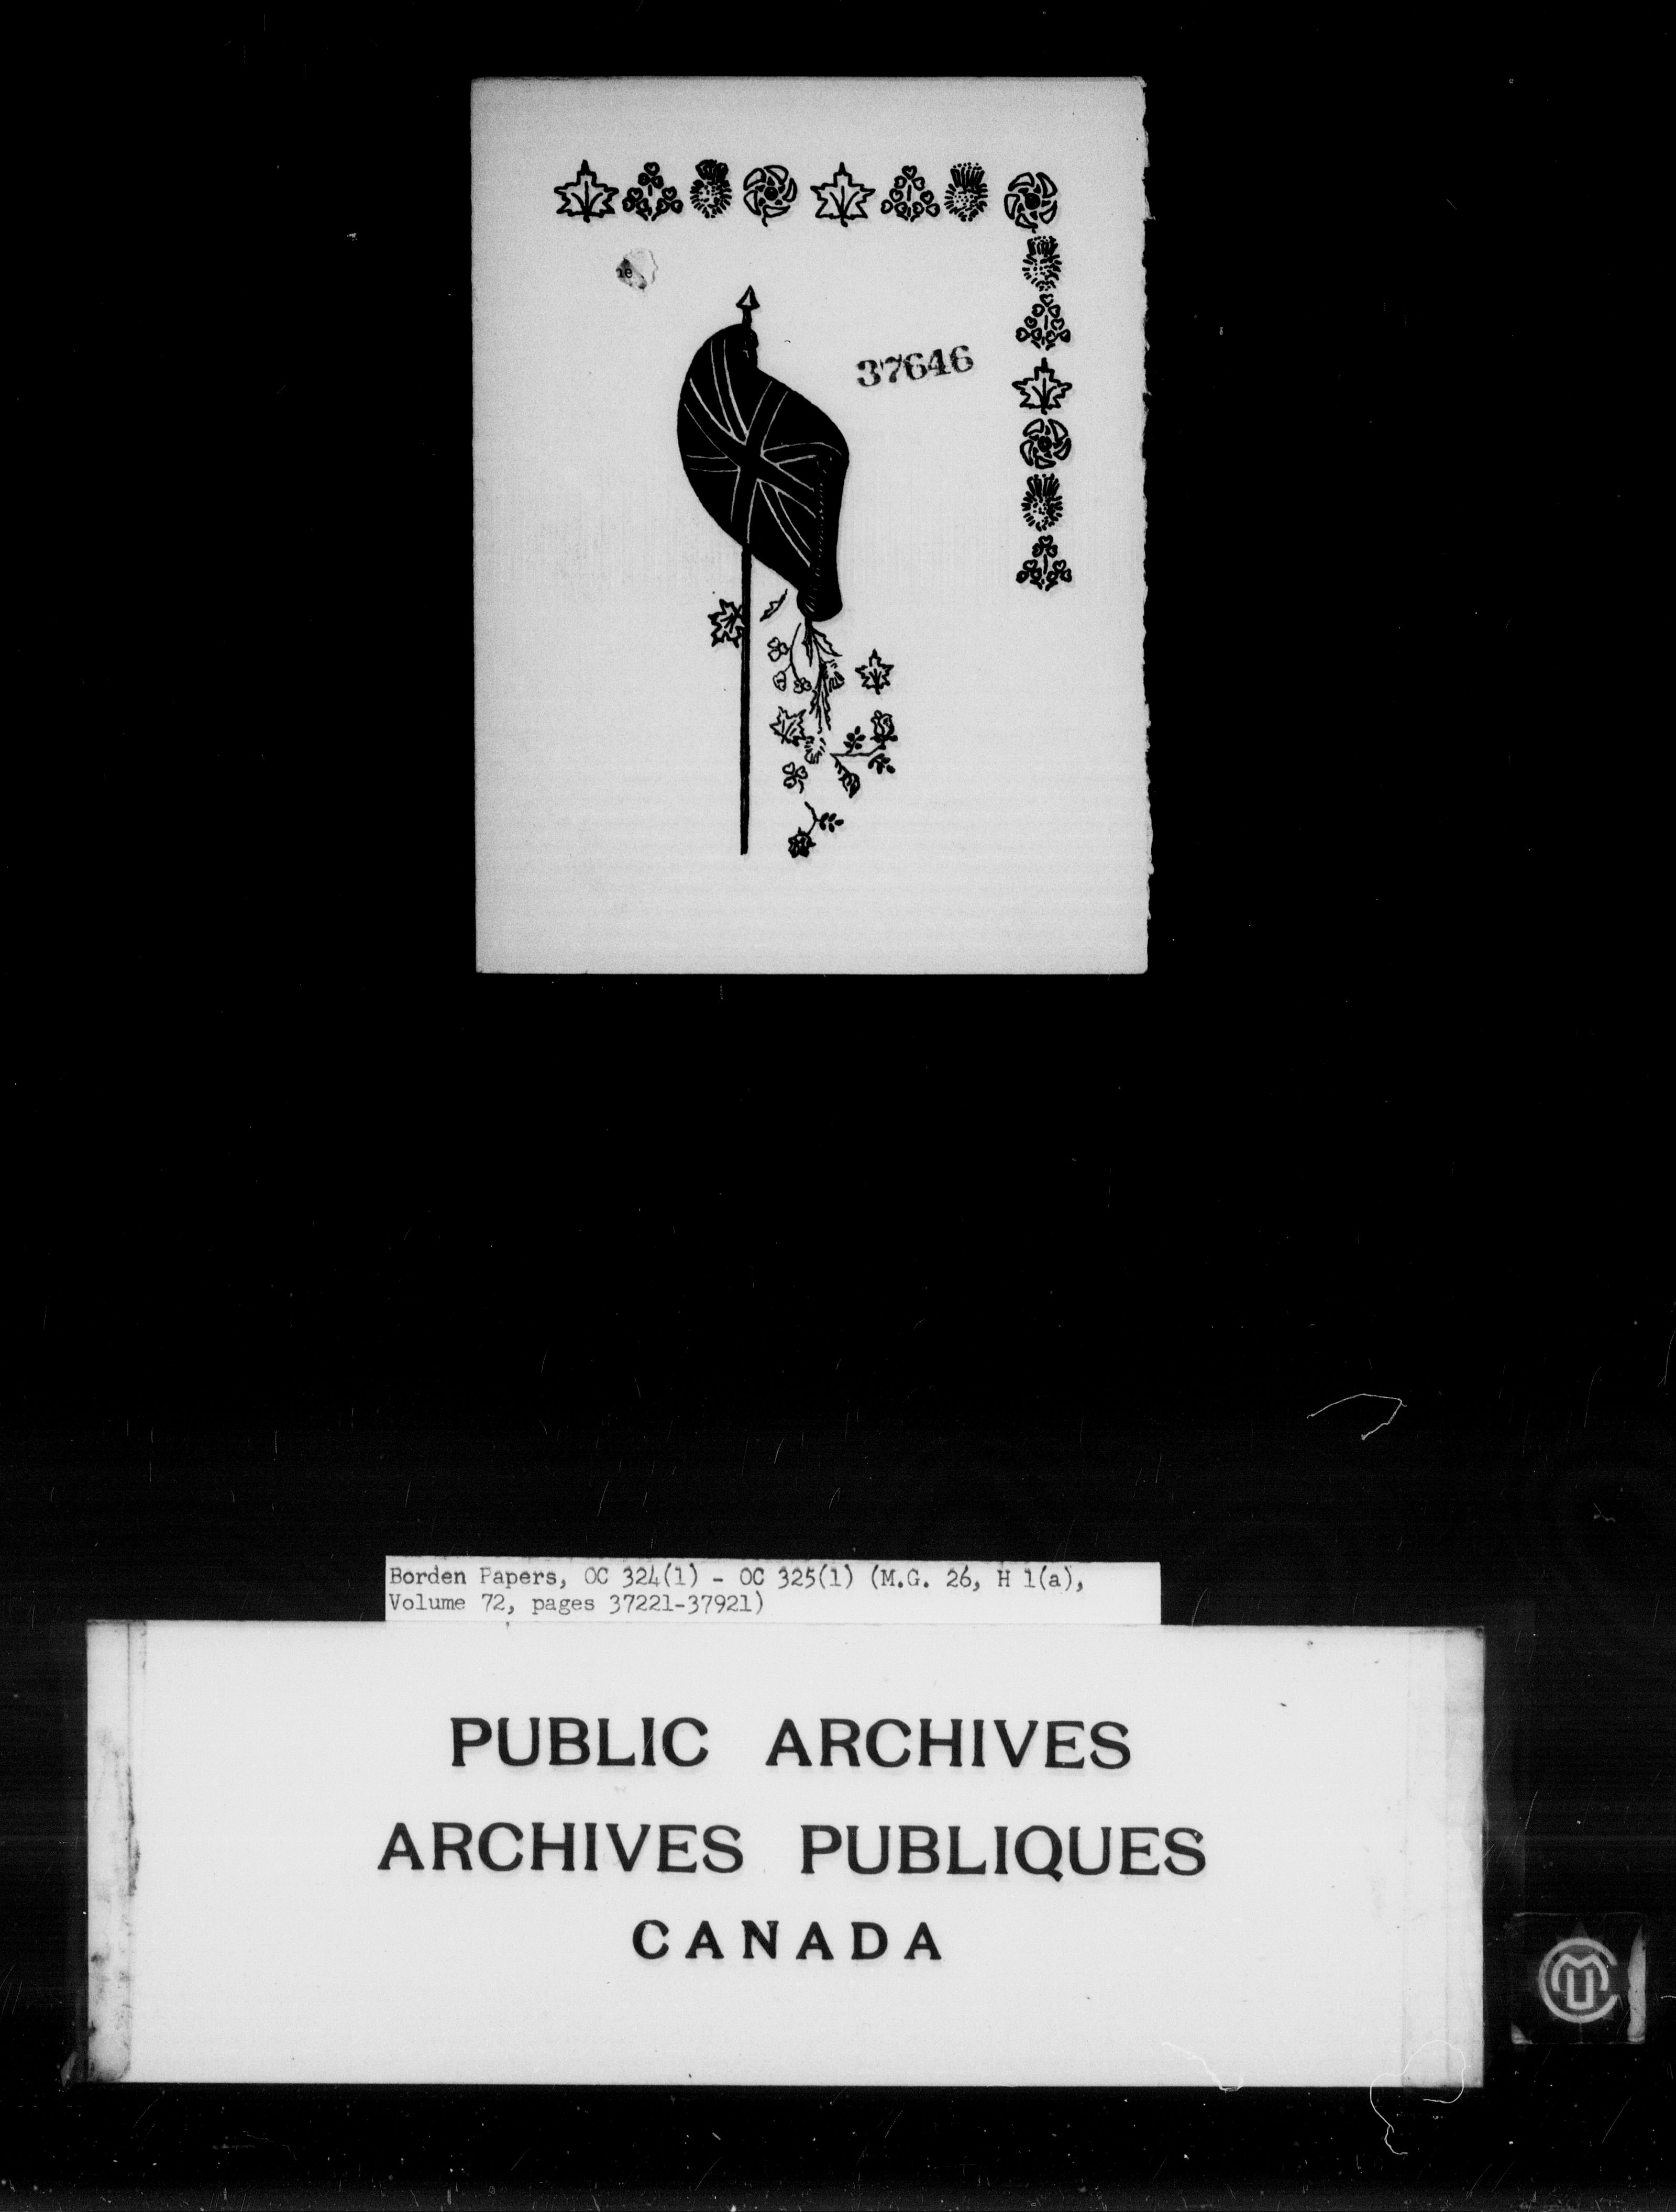 37646
Borden Papers, OC 324(1) - OC 325(1) (M.G. 26, H 1(a),
Volume 72, pages 37221-37921)
PUBLIC ARCHIVES
ARCHIVES PUBLIQUES
CANADA